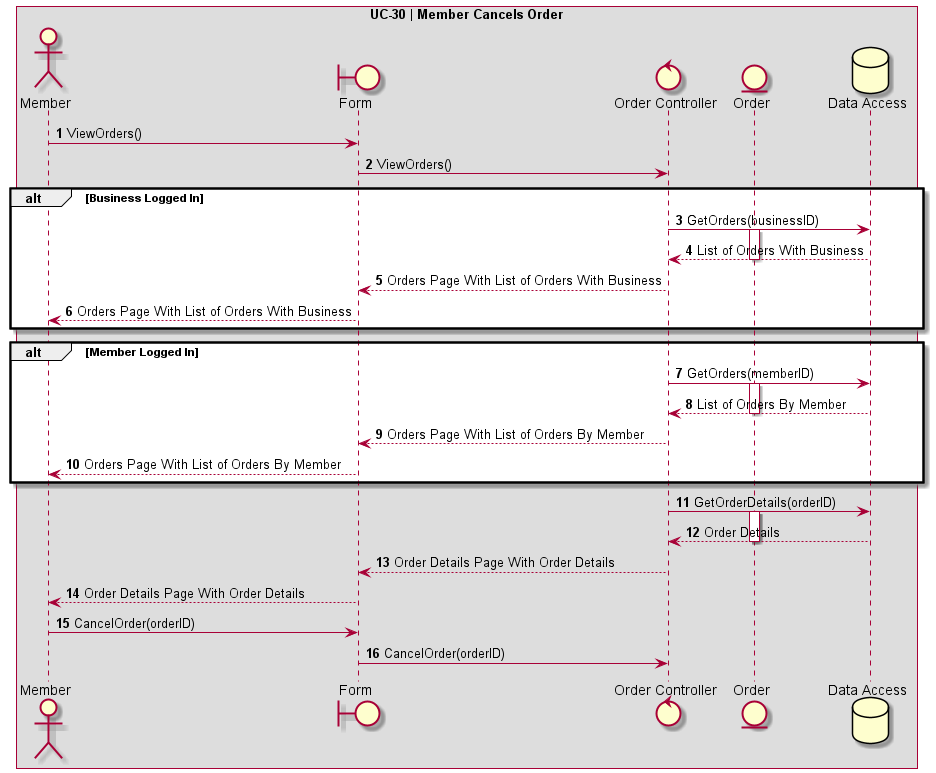 UC-30 | Member Cancels Order
Member Form Order Controller Order Data Access
1 ViewOrders()
2 ViewOrders()
alt [Business Logged In]
3 GetOrders(businessID)
4 List of Orders With Business
5 Orders Page With List of Orders With Business
6 Orders Page With List of Orders With Business
alt [Member Logged In]
7 GetOrders(memberID)
8 List of Orders By Member
9 Orders Page With List of Orders By Member
10 Orders Page With List of Orders By Member
11 GetOrderDetails(orderID)
12 Order Details
13 Order Details Page With Order Details
14 Order Details Page With Order Details
15 CancelOrder(orderID)
16 CancelOrder(orderID)
Member Form Order Controller Order Data Access